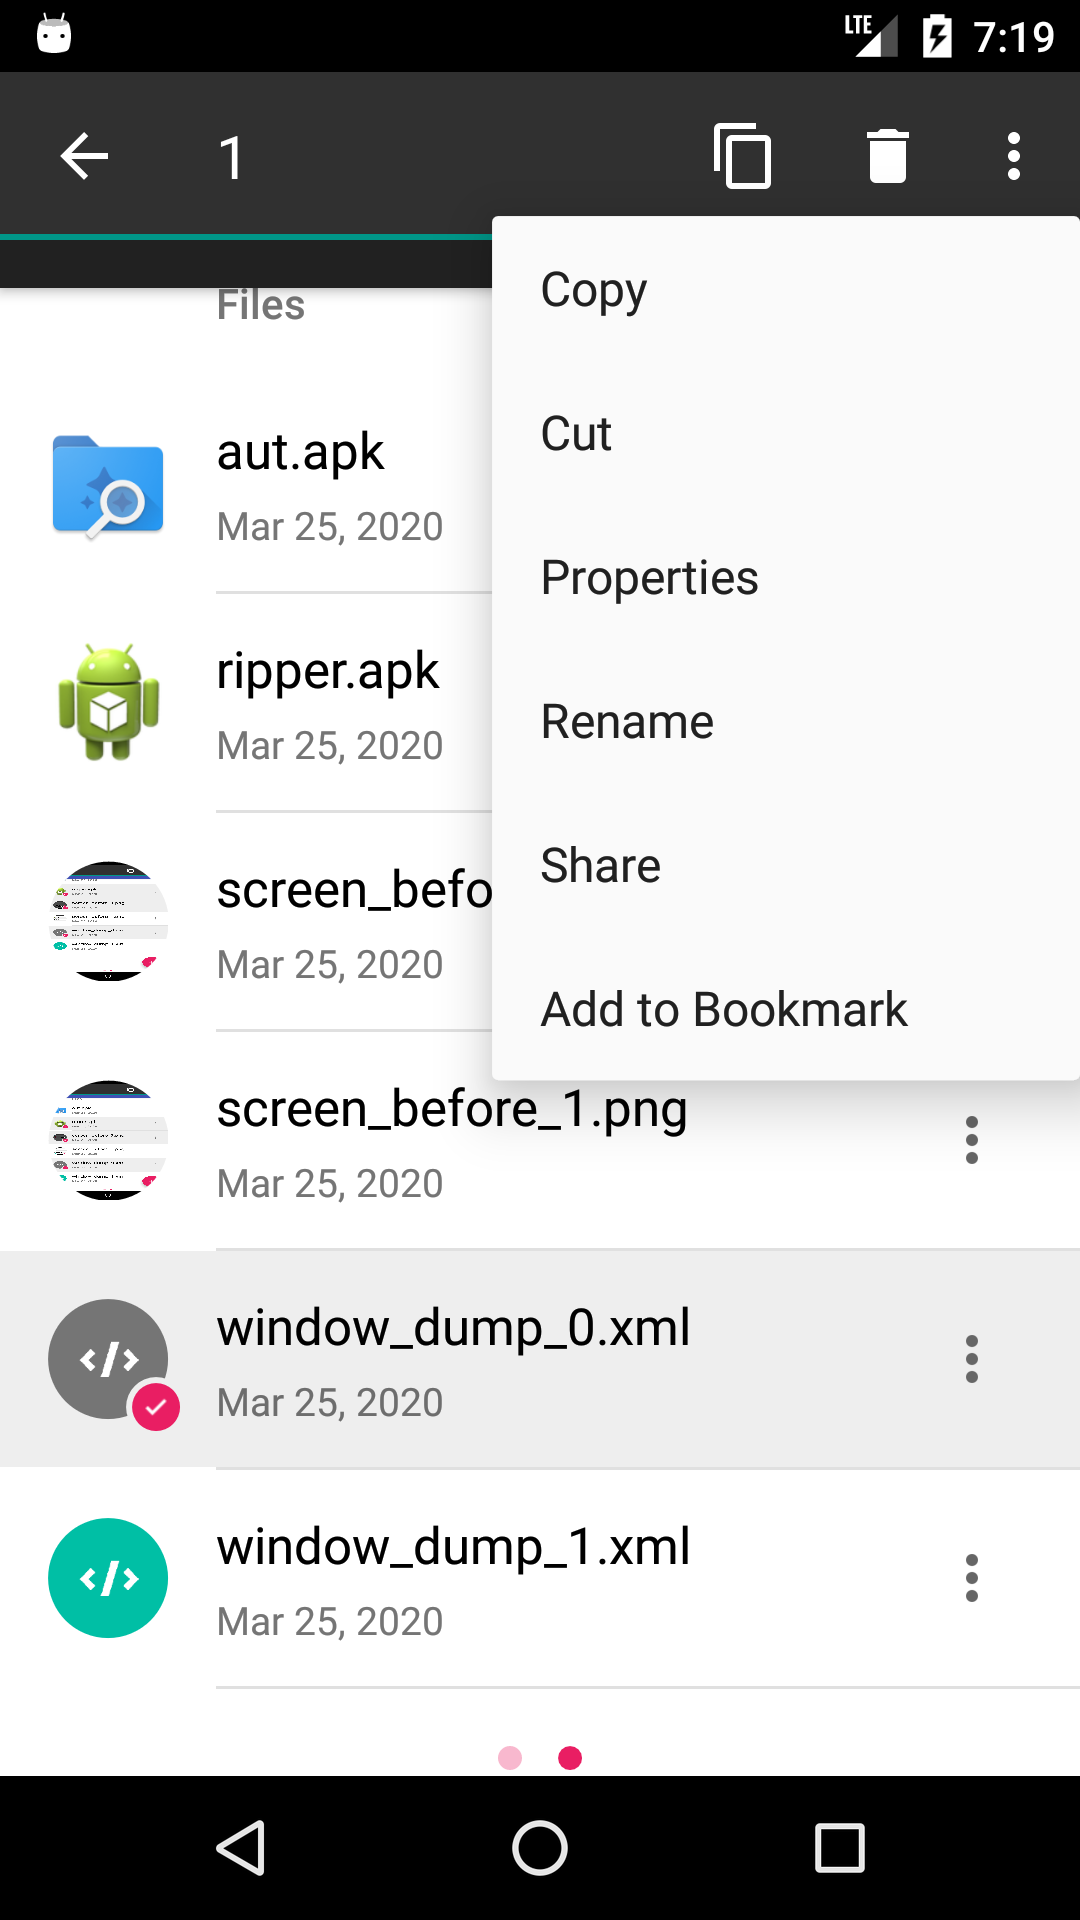 LTE 7:19
1
Copy
Cut
Properties
Rename
Share
Add to Bookmark
Files
aut.apk
Mar 25, 2020
ripper.apk
Mar 25, 2020
screen_befo
Mar 25, 2020
screen_before_1.png
Mar 25, 2020
window_dump_0.xml
Mar 25, 2020
window_dump_1.xml
Mar 25, 2020